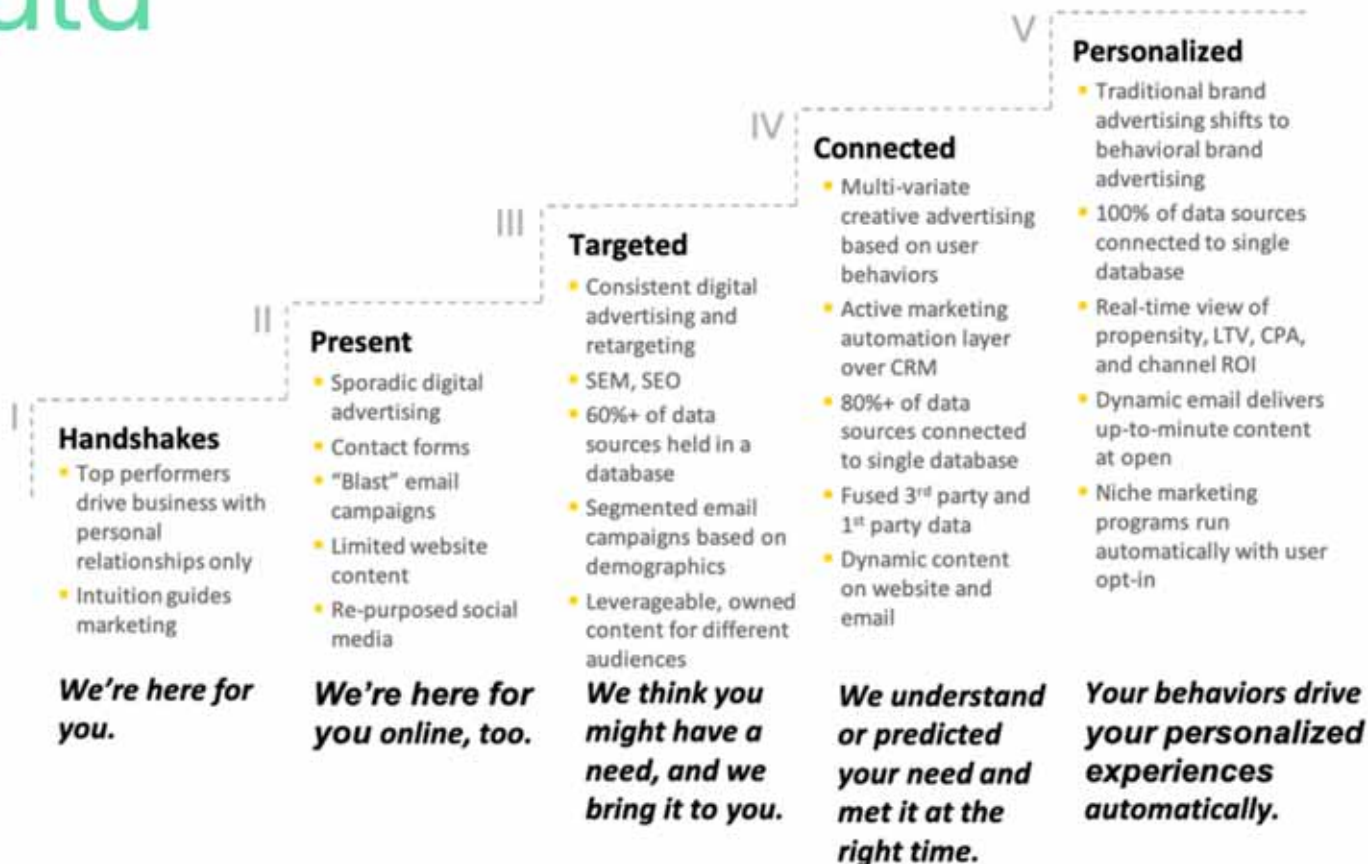 I
Handshakes
▪ Top performers
drive business with
personal
relationships only
▪ Intuition guides
marketing
We're here for
you.
II
Present
▪ Sporadic digital
advertising
▪ Contact forms
▪ "Blast" email
campaigns
▪ Limited website
content
▪ Re-purposed social
media
We're here for
you online, too.
III
Targeted
▪ Consistent digital
advertising and
retargeting
▪ SEM, SEO
▪ 60%+ of data
sources held in a
database
▪ Segmented email
campaigns based on
demographics
▪ Leverageable, owned
content for different
audiences
We think you
might have a
need, and we
bring it to you.
IV
Connected
▪ Multi-variate
creative advertising
based on user
behaviors
▪ Active marketing
automation layer
over CRM
▪ 80%+ of data
sources connected
to single database
▪ Fused 3rd party and
1st party data
▪ Dynamic content
on website and
email
We understand
or predicted
your need and
met it at the
right time.
V
Personalized
▪ Traditional brand
advertising shifts to
behavioral brand
advertising
▪ 100% of data sources
connected to single
database
▪ Real-time view of
propensity, LTV, CPA,
and channel ROI
▪ Dynamic email delivers
up-to-minute content
at open
▪ Niche marketing
programs run
automatically with user
opt-in
Your behaviors drive
your personalized
experiences
automatically.